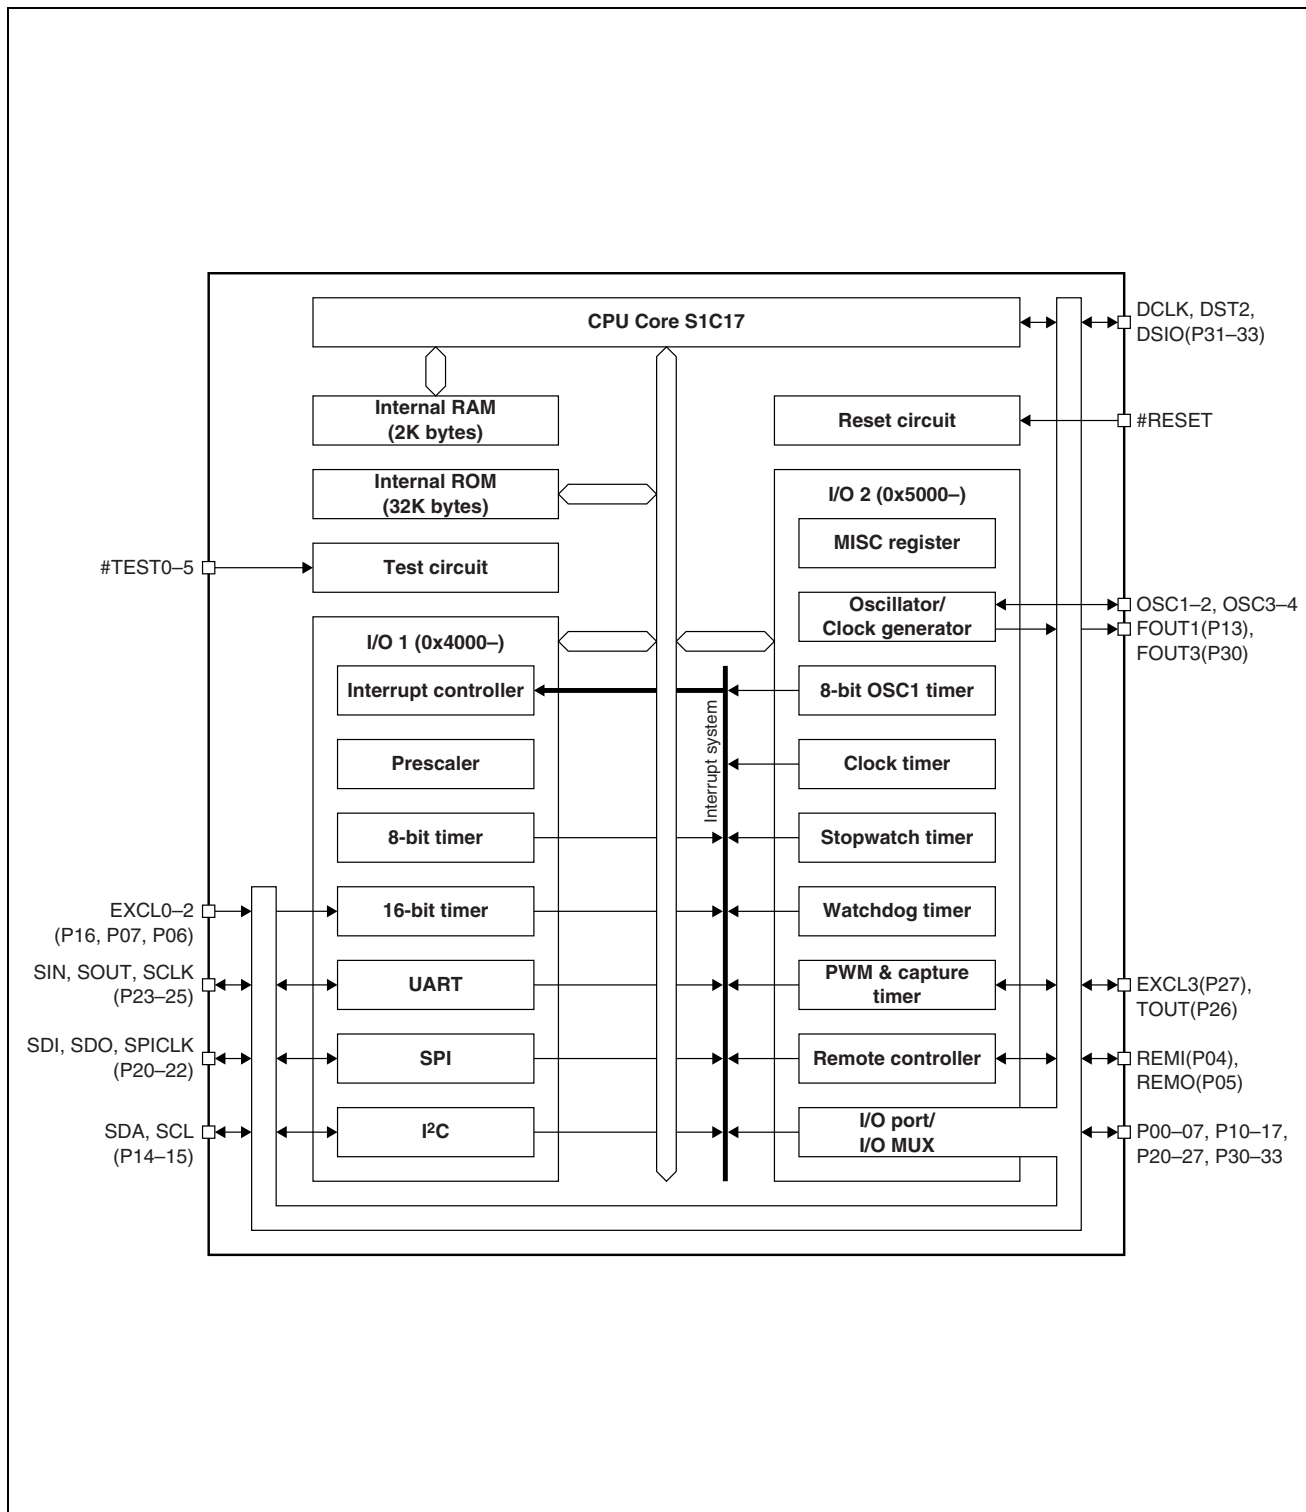 CPU Core S1C17
DCLK, DST2,
DSIO(P31–33)
Internal RAM
(2K bytes)
Reset circuit
#RESET
Internal ROM
(32K bytes)
I/O 2 (0x5000–)
MISC register
#TEST0–5
Test circuit
Oscillator/
Clock generator
OSC1–2, OSC3–4
FOUT1(P13),
FOUT3(P30)
I/O 1 (0x4000–)
Interrupt controller
Interrupt system
8-bit OSC1 timer
Prescaler
Clock timer
8-bit timer
Stopwatch timer
EXCL0–2
(P16, P07, P06)
16-bit timer
Watchdog timer
SIN, SOUT, SCLK
(P23–25)
UART
PWM & capture
timer
EXCL3(P27),
TOUT(P26)
SDI, SDO, SPICLK
(P20–22)
SPI
Remote controller
REMI(P04),
REMO(P05)
SDA, SCL
(P14–15)
I²C
I/O port/
I/O MUX
P00–07, P10–17,
P20–27, P30–33